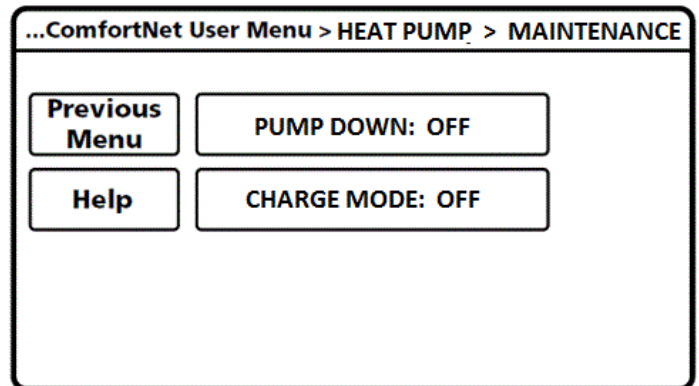 ...ComfortNet User Menu > HEAT PUMP > MAINTENANCE
Previous
Menu
PUMP DOWN: OFF
Help
CHARGE MODE: OFF